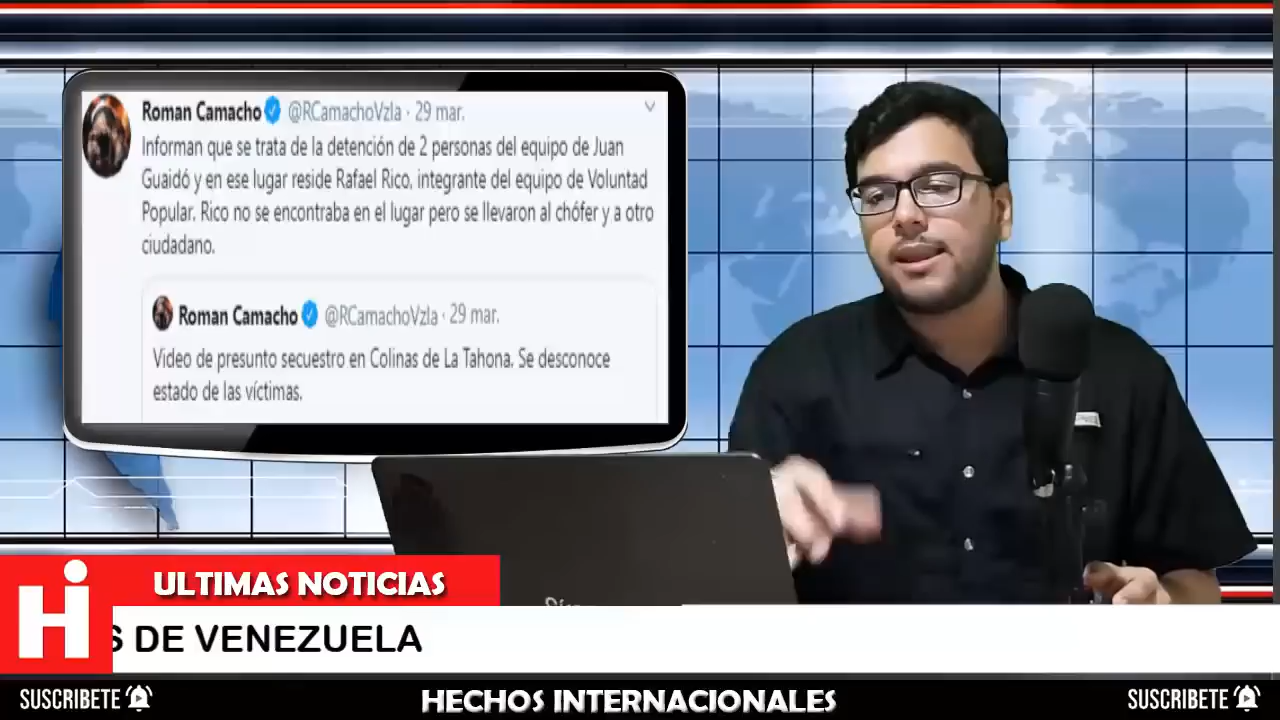 Roman Camacho @RCamachoVzla · 29 mar.
Informan que se trata de la detención de 2 personas del equipo de Juan
Guaidó y en ese lugar reside Rafael Rico, integrante del equipo de Voluntad
Popular. Rico no se encontraba en el lugar pero se llevaron al chófer y a otro
ciudadano.
Roman Camacho @RCamachoVzla · 29 mar.
Video de presunto secuestro en Colinas de La Tahona. Se desconoce
estado de las víctimas.
ULTIMAS NOTICIAS
Hi
S DE VENEZUELA
SUSCRIBETE
HECHOS INTERNACIONALES
SUSCRIBETE